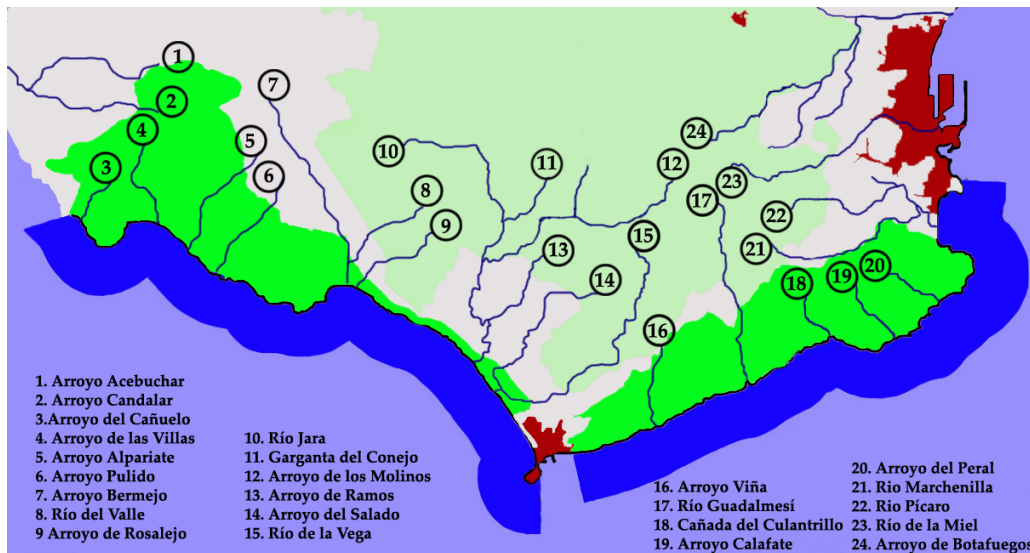 1
2
3
4
5
6
7
8
9
10
11
12
13
14
15
16
17
18
19
20
21
22
23
24
1. Arroyo Acebuchar
2. Arroyo Candalar
3.Arroyo del Cañuelo
4. Arroyo de las Villas
5. Arroyo Alpariate
6. Arroyo Pulido
7. Arroyo Bermejo
8. Río del Valle
9 Arroyo de Rosalejo
10. Río Jara
11. Garganta del Conejo
12. Arroyo de los Molinos
13. Arroyo de Ramos
14. Arroyo del Salado
15. Río de la Vega
16. Arroyo Viña
17. Río Guadalmesí
18. Cañada del Culantrillo
19. Arroyo Calafate
20. Arroyo del Peral
21. Rio Marchenilla
22. Rio Pícaro
23. Río de la Miel
24. Arroyo de Botafuegos